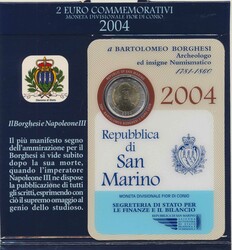 2 EURO COMMEMORATIVI
MONETA DIVISIONALE FIOR DI CONIO
2004
a BARTOLOMEO BORGHESI
Archeologo
ed insigne Numismatico
1781-1860
2004
Il Borghesi e Napoleone III
Il più manifesto segno
dell'ammirazione per il
Borghesi si vide subito
dopo la sua morte,
quando l'imperatore
Napoleone III ne dispose
la pubblicazione di tutti
gli scritti, esprimendo con
ciò il supremo omaggio al
genio dello studioso.
Repubblica
di
San
Marino
MONETA DIVISIONALE FIOR DI CONIO
SEGRETERIA DI STATO PER
LE FINANZE E IL BILANCIO
REPUBBLICA DI SAN MARINO